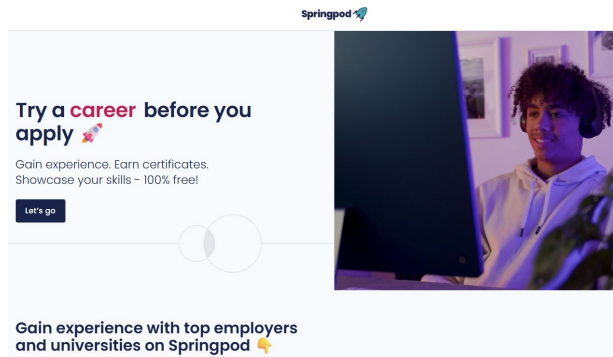 Springpod
Try a career before you
apply 🚀
Gain experience. Earn certificates.
Showcase your skills - 100% free!
Let's go
Gain experience with top employers
and universities on Springpod 👇